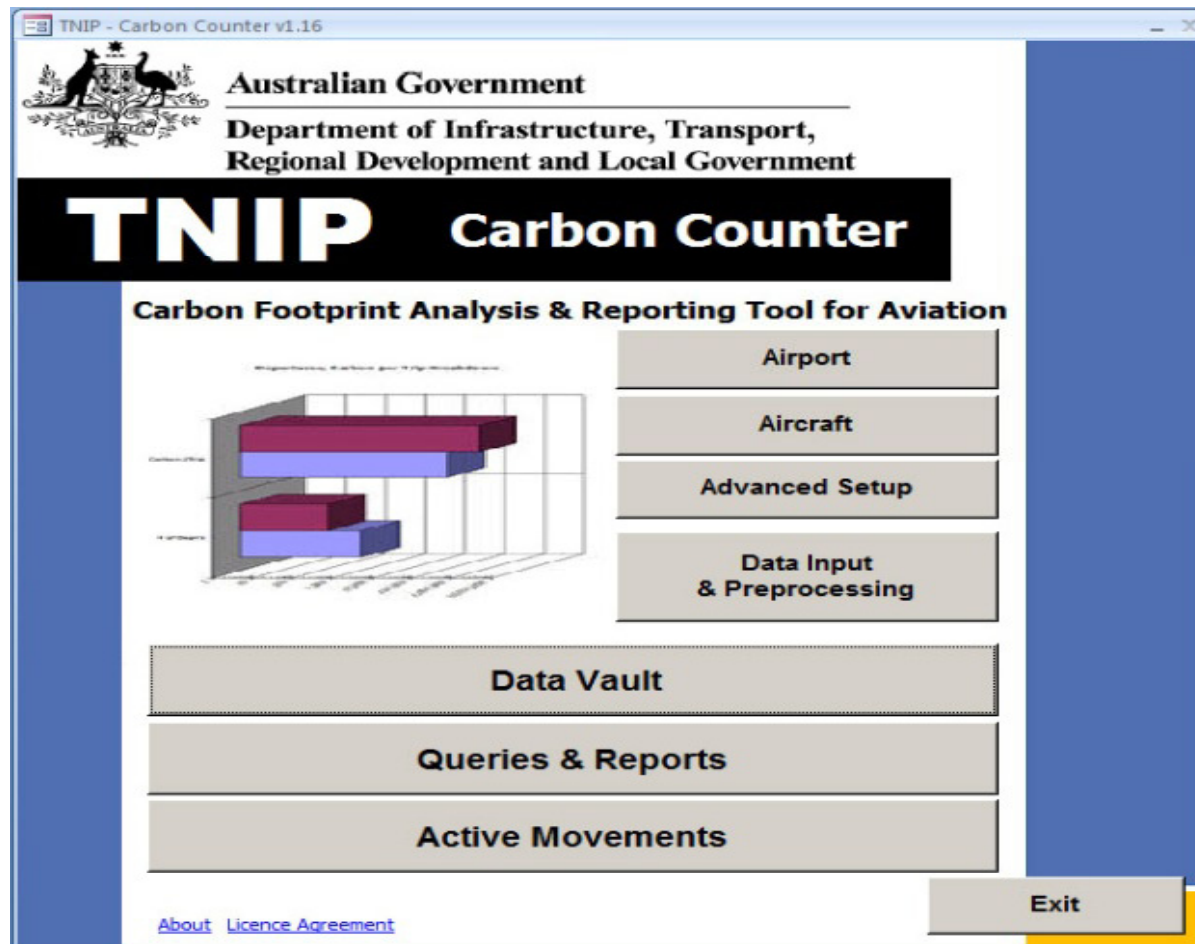 TNIP - Carbon Counter v1.16
Australian Government
Department of Infrastructure, Transport,
Regional Development and Local Government
AUSTRALIA
TNIP Carbon Counter
Carbon Footprint Analysis & Reporting Tool for Aviation
Airport
Aircraft
Advanced Setup
Data Input
& Preprocessing
Data Vault
Queries & Reports
Active Movements
Exit
About Licence Agreement